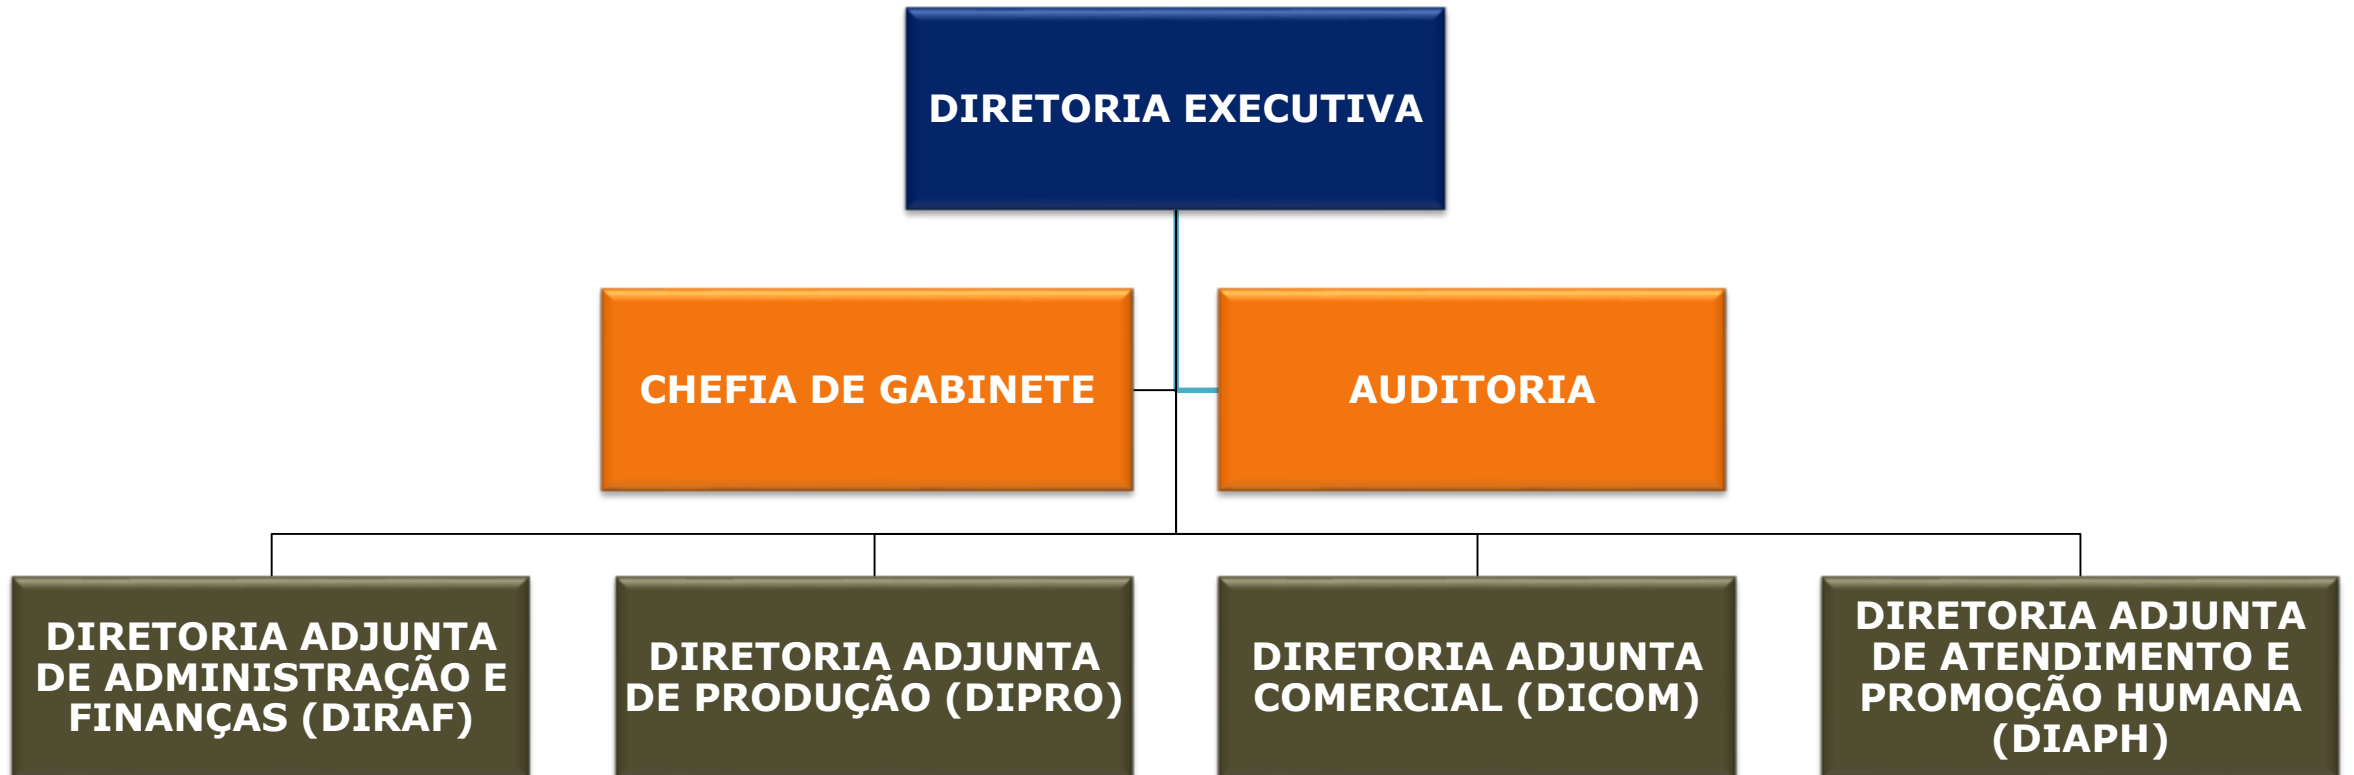 DIRETORIA EXECUTIVA
CHEFIA DE GABINETE
AUDITORIA
DIRETORIA ADJUNTA
DE ADMINISTRAÇÃO E
FINANÇAS (DIRAF)
DIRETORIA ADJUNTA
DE PRODUÇÃO (DIPRO)
DIRETORIA ADJUNTA
COMERCIAL (DICOM)
DIRETORIA ADJUNTA
DE ATENDIMENTO E
PROMOÇÃO HUMANA
(DIAPH)